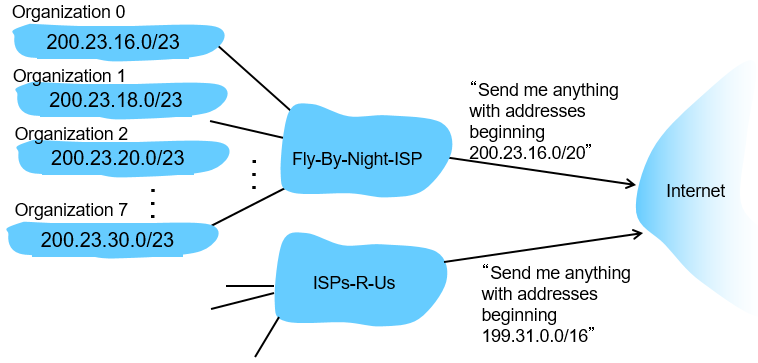 Organization 0
200.23.16.0/23
Organization 1
200.23.18.0/23
Organization 2
200.23.20.0/23
Organization 7
200.23.30.0/23
Fly-By-Night-ISP
“Send me anything
with addresses
beginning
200.23.16.0/20”
ISPs-R-Us
“Send me anything
with addresses
beginning
199.31.0.0/16”
Internet